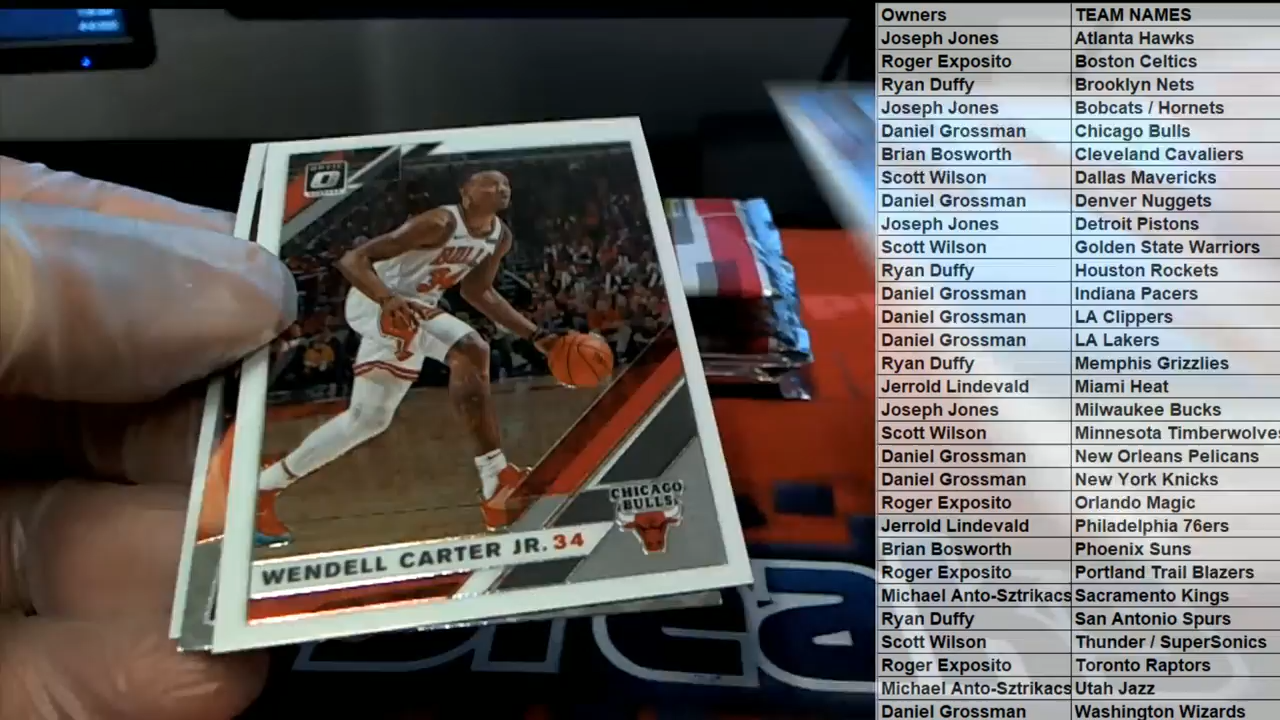 Owners TEAM NAMES
Joseph Jones Atlanta Hawks
Roger Exposito Boston Celtics
Ryan Duffy Brooklyn Nets
Joseph Jones Bobcats / Hornets
Daniel Grossman Chicago Bulls
Brian Bosworth Cleveland Cavaliers
Scott Wilson Dallas Mavericks
Daniel Grossman Denver Nuggets
Joseph Jones Detroit Pistons
Scott Wilson Golden State Warriors
Ryan Duffy Houston Rockets
Daniel Grossman Indiana Pacers
Daniel Grossman LA Clippers
Daniel Grossman LA Lakers
Ryan Duffy Memphis Grizzlies
Jerrold Lindevald Miami Heat
Joseph Jones Milwaukee Bucks
Scott Wilson Minnesota Timberwolves
Daniel Grossman New Orleans Pelicans
Daniel Grossman New York Knicks
Roger Exposito Orlando Magic
Jerrold Lindevald Philadelphia 76ers
Brian Bosworth Phoenix Suns
Roger Exposito Portland Trail Blazers
Michael Anto-Sztrikacs Sacramento Kings
Ryan Duffy San Antonio Spurs
Scott Wilson Thunder / SuperSonics
Roger Exposito Toronto Raptors
Michael Anto-Sztrikacs Utah Jazz
Daniel Grossman Washington Wizards
BULLS
34
CHICAGO
BULLS
WENDELL CARTER JR. 34